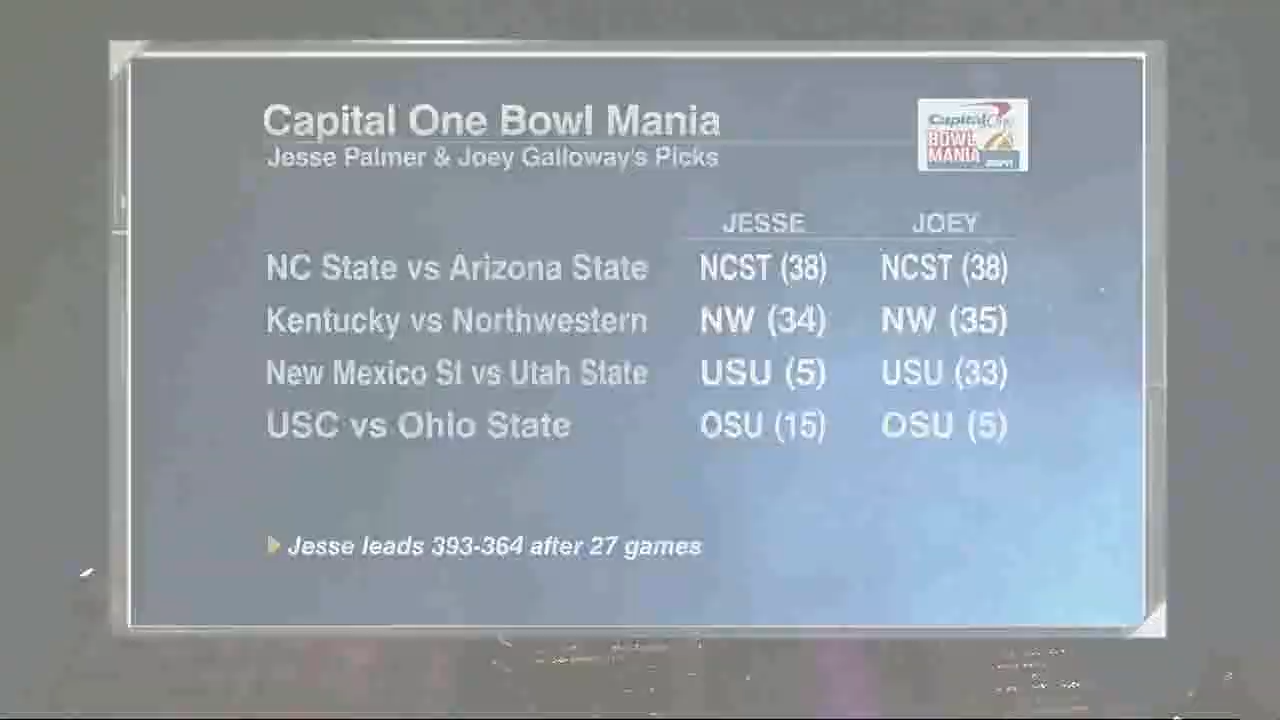 Capital One Bowl Mania
Jesse Palmer & Joey Galloway's Picks
Capital One
BOWL
MANIA
JESSE JOEY
NC State vs Arizona State NCST (38) NCST (38)
Kentucky vs Northwestern NW (34) NW (35)
New Mexico St vs Utah State USU (5) USU (33)
USC vs Ohio State OSU (15) OSU (5)
Jesse leads 393-364 after 27 games